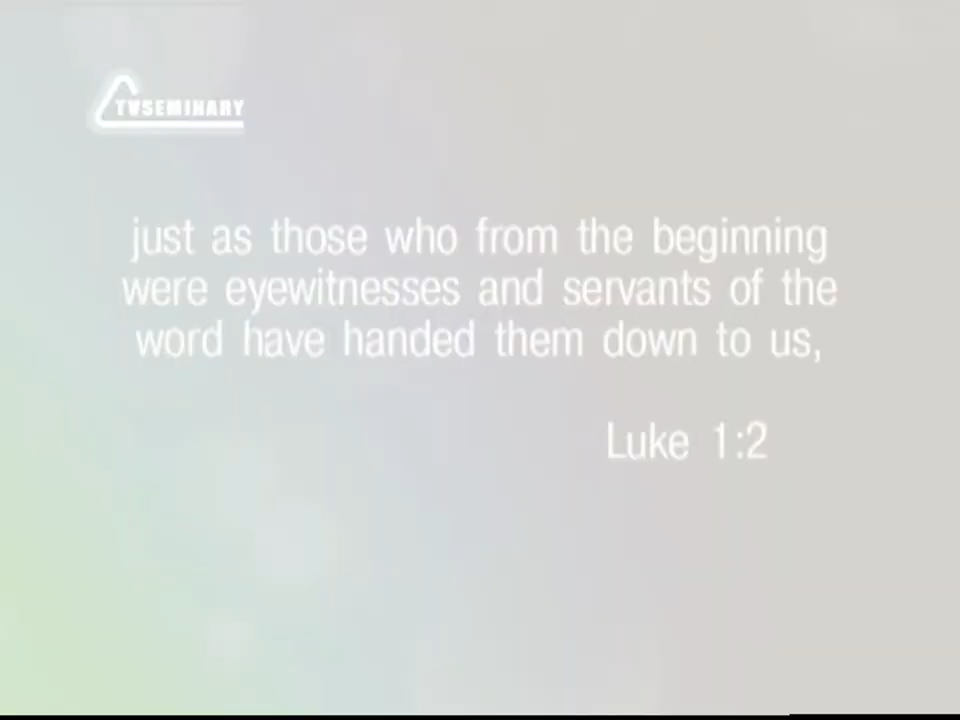 TVSEMINARY
just as those who from the beginning
were eyewitnesses and servants of the
word have handed them down to us,
Luke 1:2